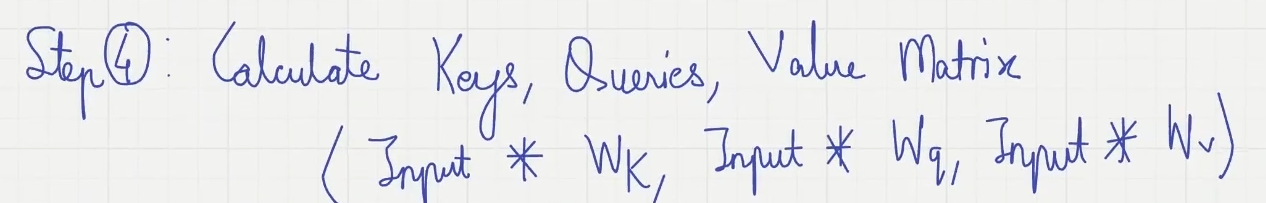 Step ④: Calculate Keys, Queries, Value Matrix
(Input * WK, Input * Wq, Input * Wv)